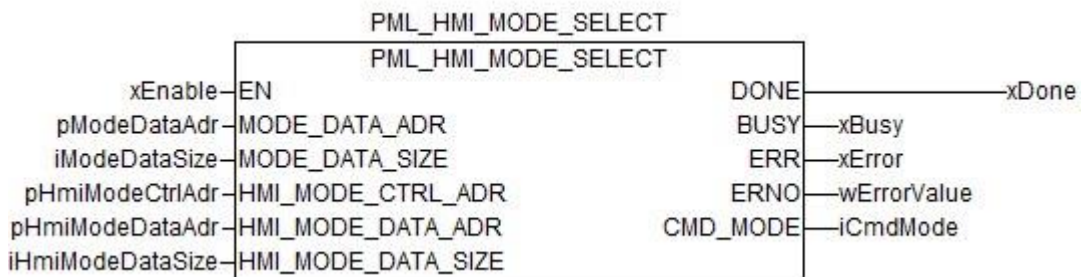 PML_HMI_MODE_SELECT
PML_HMI_MODE_SELECT
xEnable EN DONE xDone
pModeDataAdr MODE_DATA_ADR BUSY xBusy
iModeDataSize MODE_DATA_SIZE ERR xError
pHmiModeCtrlAdr HMI_MODE_CTRL_ADR ERNO wErrorValue
pHmiModeDataAdr HMI_MODE_DATA_ADR CMD_MODE iCmdMode
iHmiModeDataSize HMI_MODE_DATA_SIZE